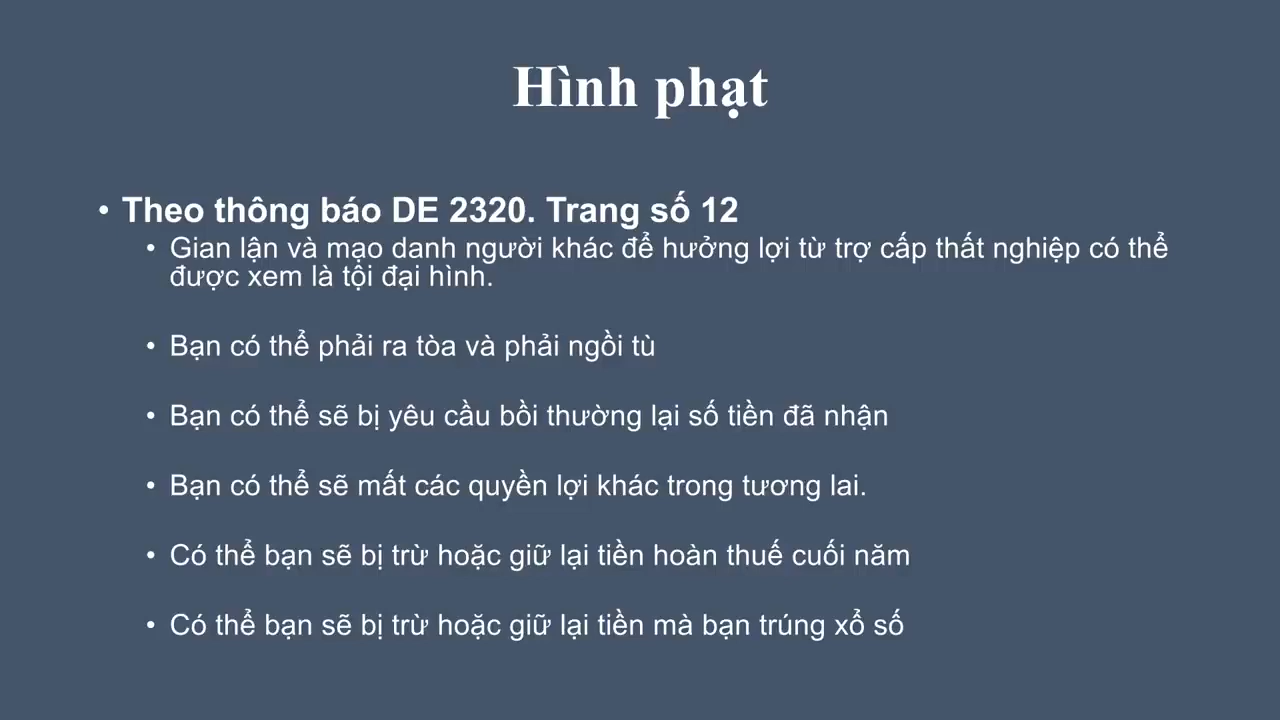 Hình phạt
• Theo thông báo DE 2320. Trang số 12
• Gian lận và mạo danh người khác để hưởng lợi từ trợ cấp thất nghiệp có thể
được xem là tội đại hình.
• Bạn có thể phải ra tòa và phải ngồi tù
• Bạn có thể sẽ bị yêu cầu bồi thường lại số tiền đã nhận
• Bạn có thể sẽ mất các quyền lợi khác trong tương lai.
• Có thể bạn sẽ bị trừ hoặc giữ lại tiền hoàn thuế cuối năm
• Có thể bạn sẽ bị trừ hoặc giữ lại tiền mà bạn trúng xổ số